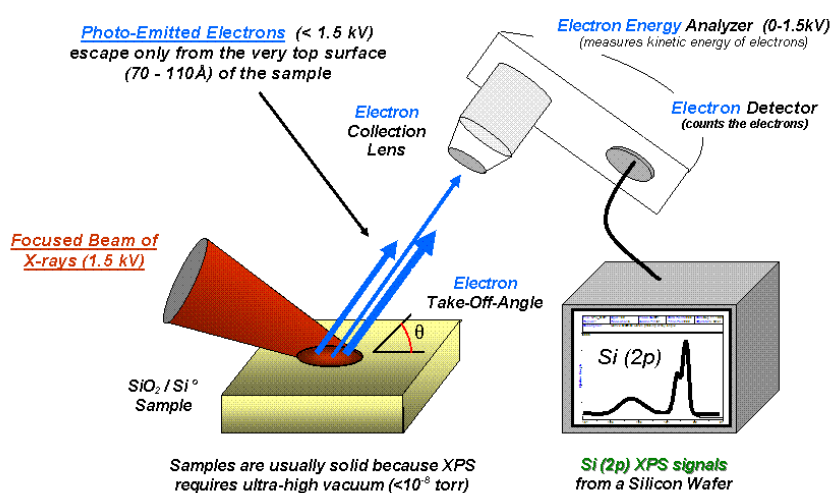 Photo-Emitted Electrons (< 1.5 kV)
escape only from the very top surface
(70 - 110Å) of the sample
Electron Energy Analyzer (0-1.5kV)
(measures kinetic energy of electrons)
Electron Detector
(counts the electrons)
Electron
Collection
Lens
Focused Beam of
X-rays (1.5 kV)
Electron
Take-Off-Angle
θ
SiO₂ / Si°
Sample
Si (2p)
Samples are usually solid because XPS
requires ultra-high vacuum (<10⁻⁸ torr)
Si (2p) XPS signals
from a Silicon Wafer